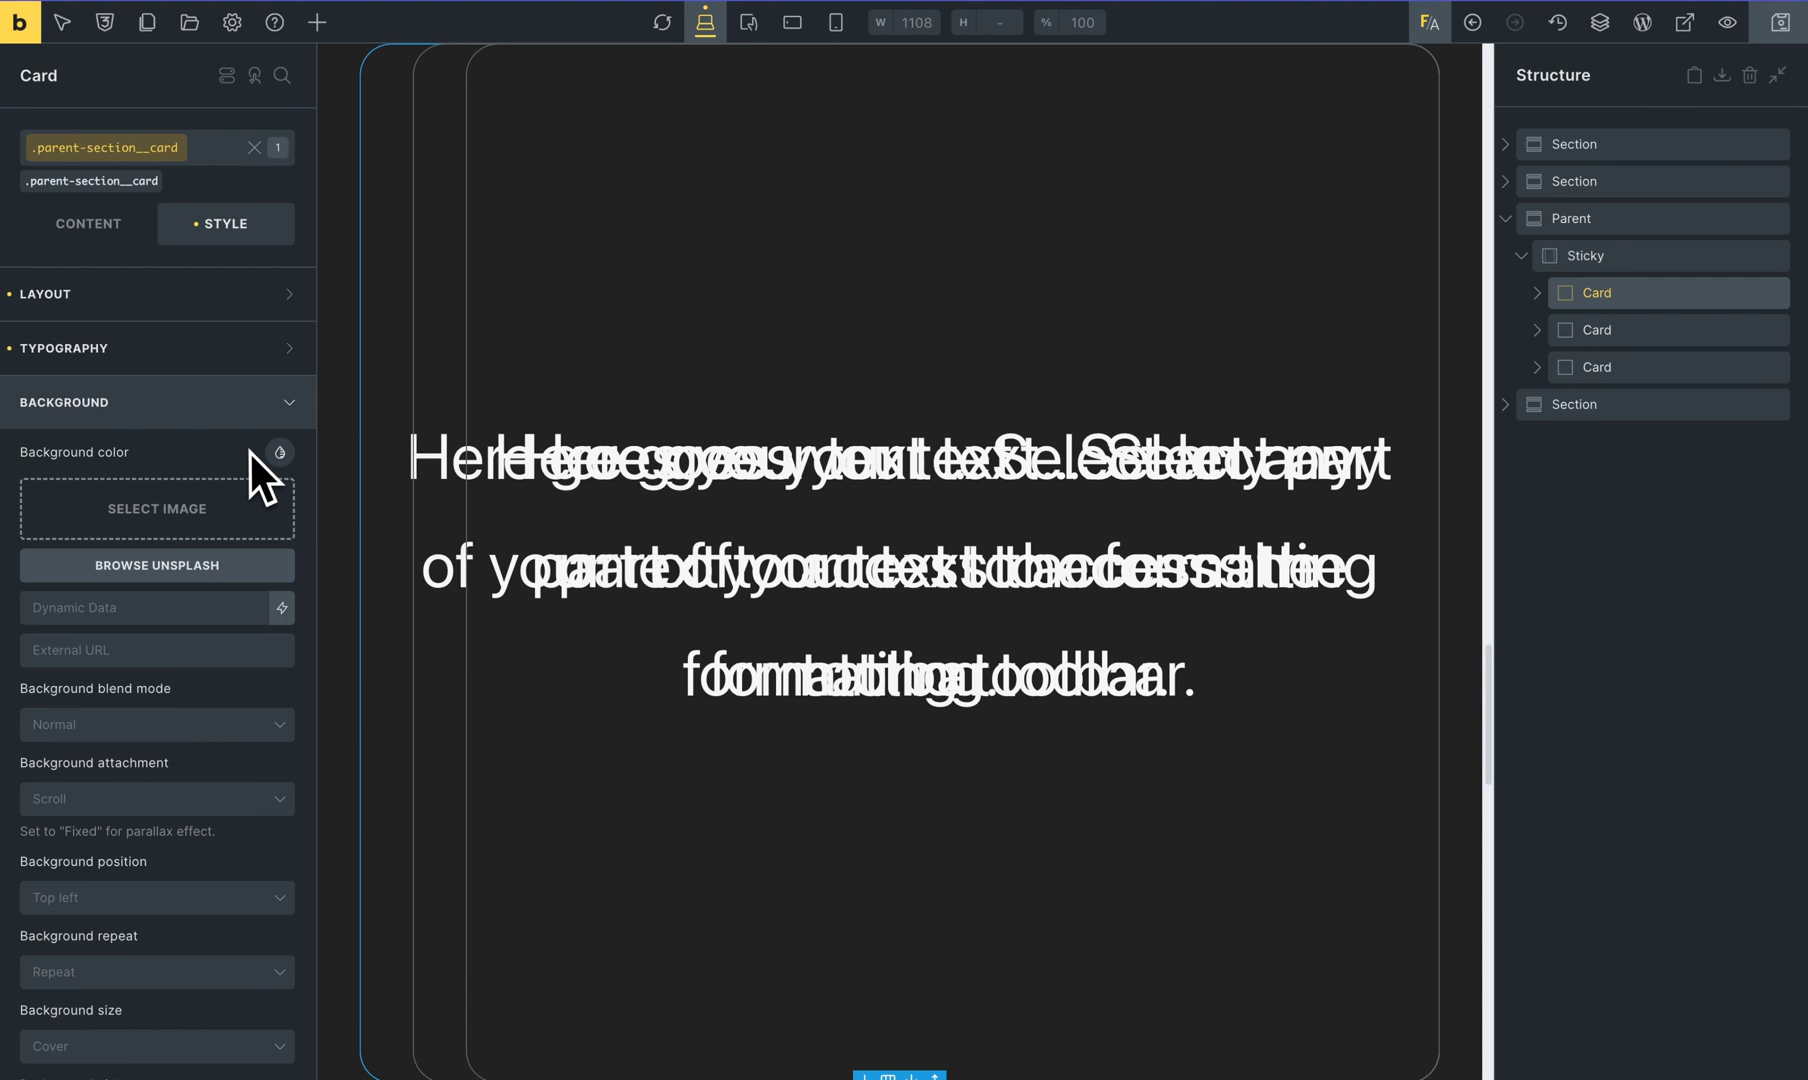 b
W 1108 H - % 100
F/A
Card
.parent-section__card
1
.parent-section__card
CONTENT
STYLE
LAYOUT
TYPOGRAPHY
BACKGROUND
Background color
SELECT IMAGE
BROWSE UNSPLASH
Dynamic Data
External URL
Background blend mode
Normal
Background attachment
Scroll
Set to "Fixed" for parallax effect.
Background position
Top left
Background repeat
Repeat
Background size
Cover
Structure
Section
Section
Parent
Sticky
Card
Card
Card
Section